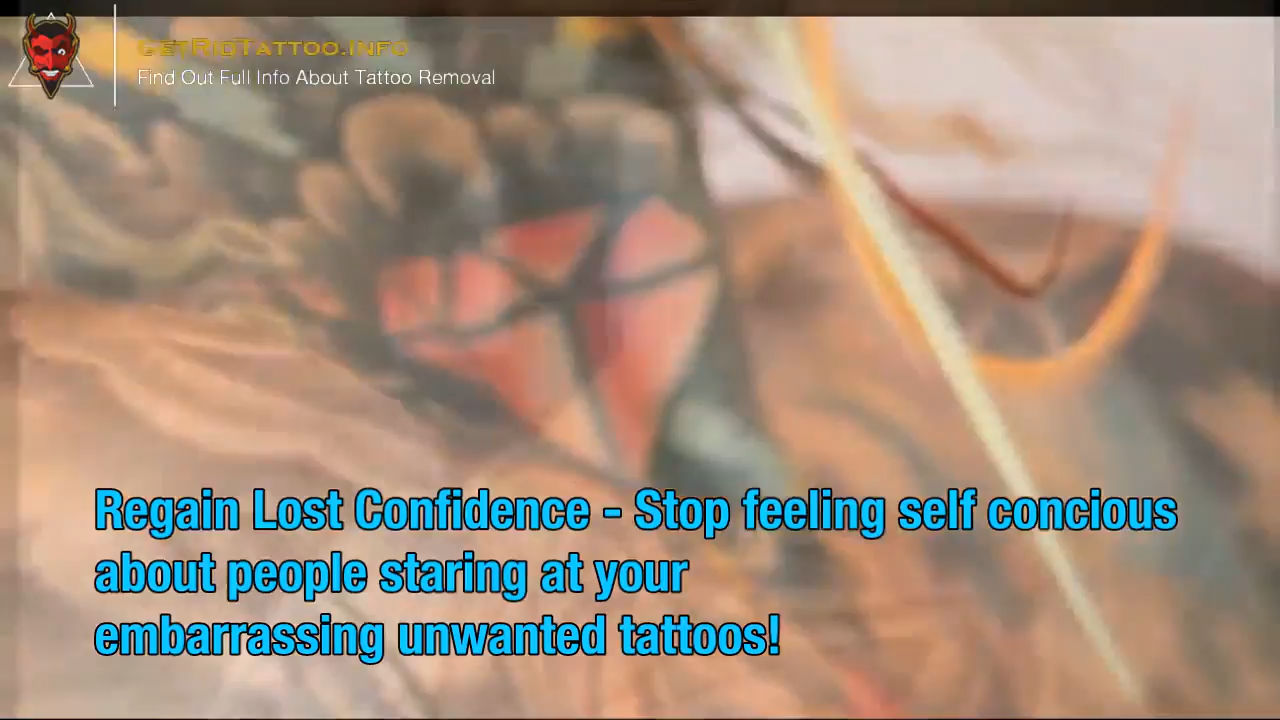 GetRidTattoo.Info
Find Out Full Info About Tattoo Removal
Regain Lost Confidence - Stop feeling self concious
about people staring at your
embarrassing unwanted tattoos!